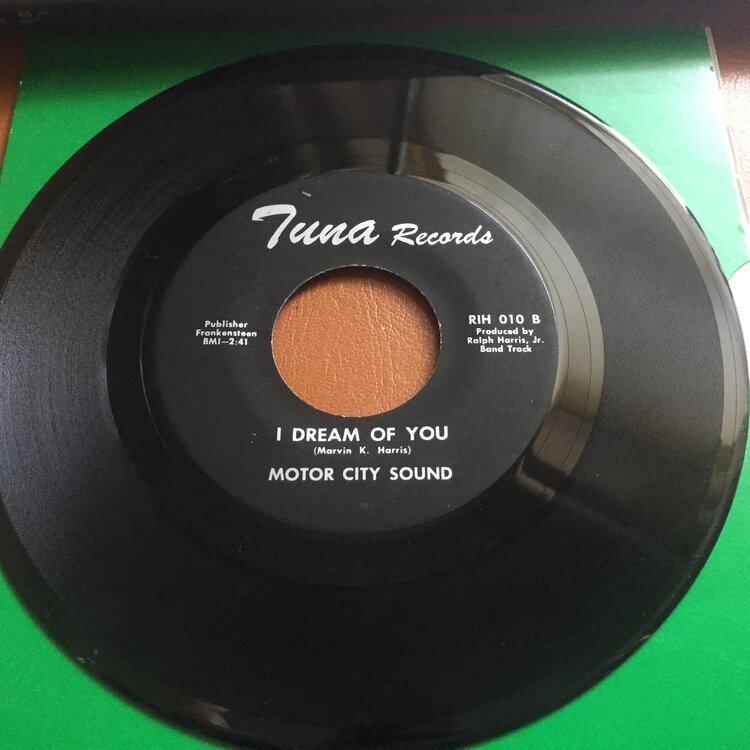 Tuna Records
Publisher
Frankensteen
BMI—2:41
RIH 010 B
Produced by
Ralph Harris, Jr.
Band Track
I DREAM OF YOU
(Marvin K. Harris)
MOTOR CITY SOUND